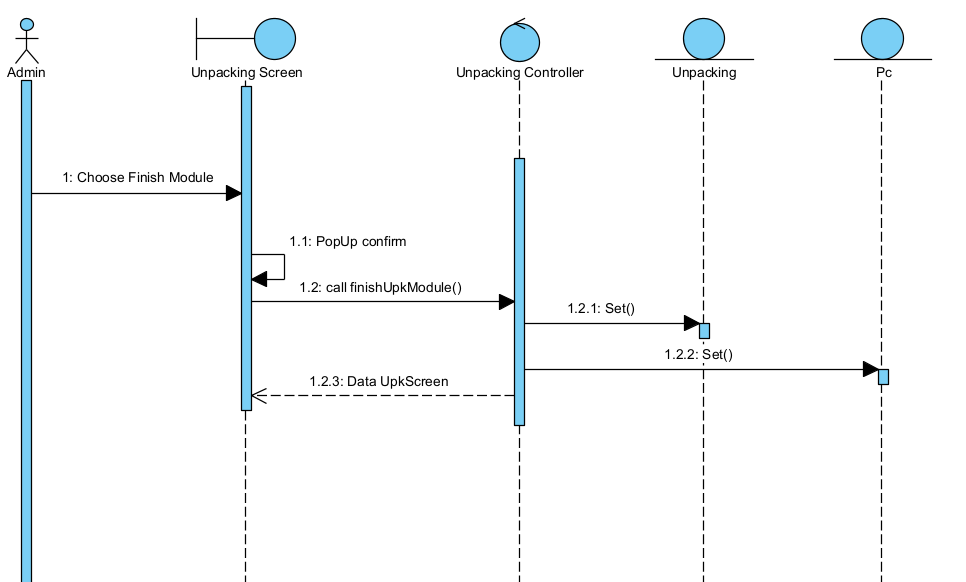 Admin
Unpacking Screen
Unpacking Controller
Unpacking
Pc
1: Choose Finish Module
1.1: PopUp confirm
1.2: call finishUpkModule()
1.2.1: Set()
1.2.2: Set()
1.2.3: Data UpkScreen